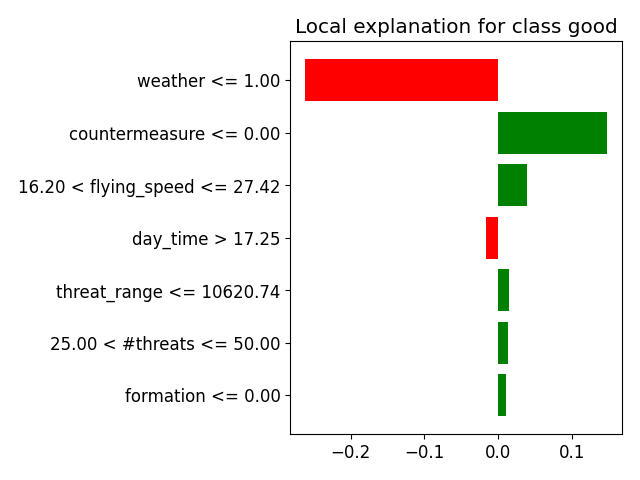 Local explanation for class good
weather <= 1.00
countermeasure <= 0.00
16.20 < flying_speed <= 27.42
day_time > 17.25
threat_range <= 10620.74
25.00 < #threats <= 50.00
formation <= 0.00
−0.2 −0.1 0.0 0.1